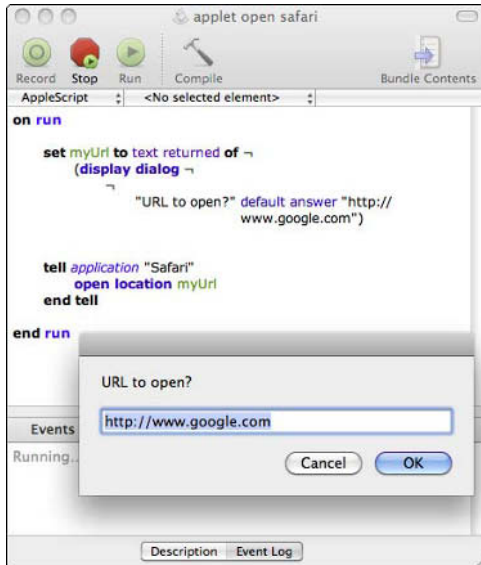 applet open safari
Record Stop Run Compile Bundle Contents
AppleScript <No selected element>
on run
set myUrl to text returned of ¬
(display dialog ¬
¬
"URL to open?" default answer "http://
www.google.com")
tell application "Safari"
open location myUrl
end tell
end run
URL to open?
http://www.google.com
Cancel OK
Events
Running..
Description Event Log